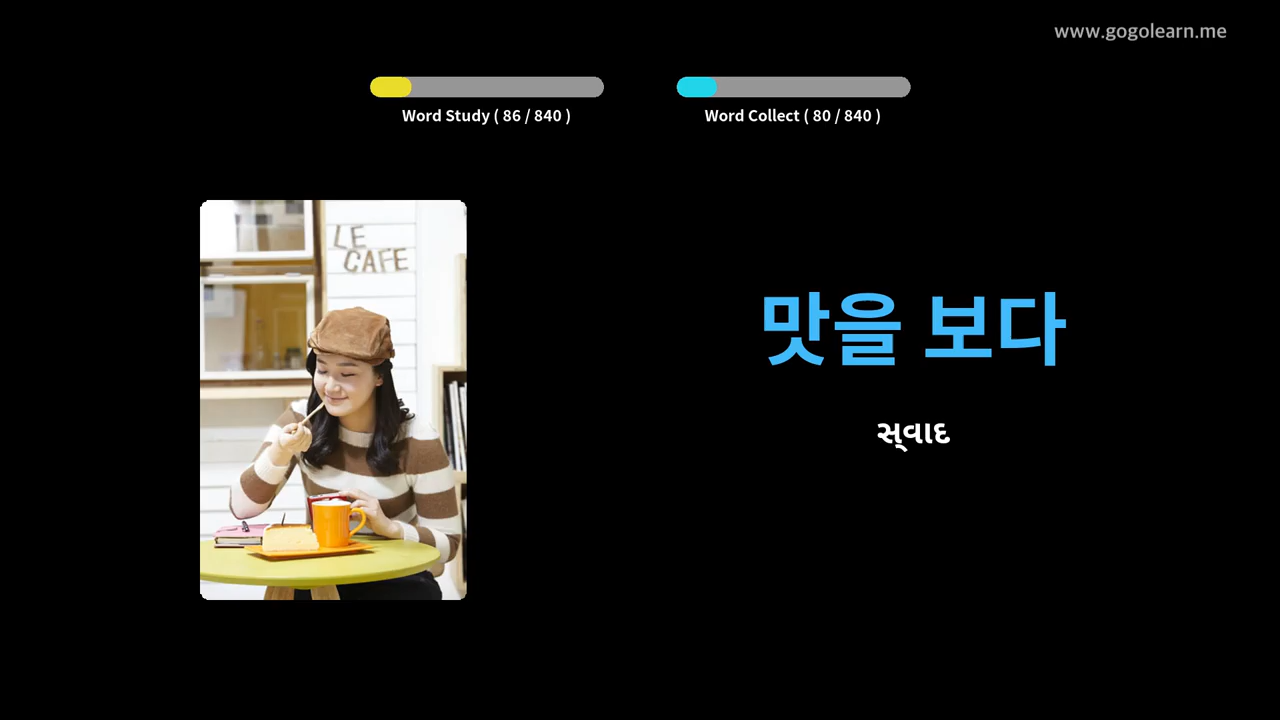 www.gogolearn.me
Word Study ( 86 / 840 )
Word Collect ( 80 / 840 )
LE
CAFE
맛을 보다
સ્વાદ